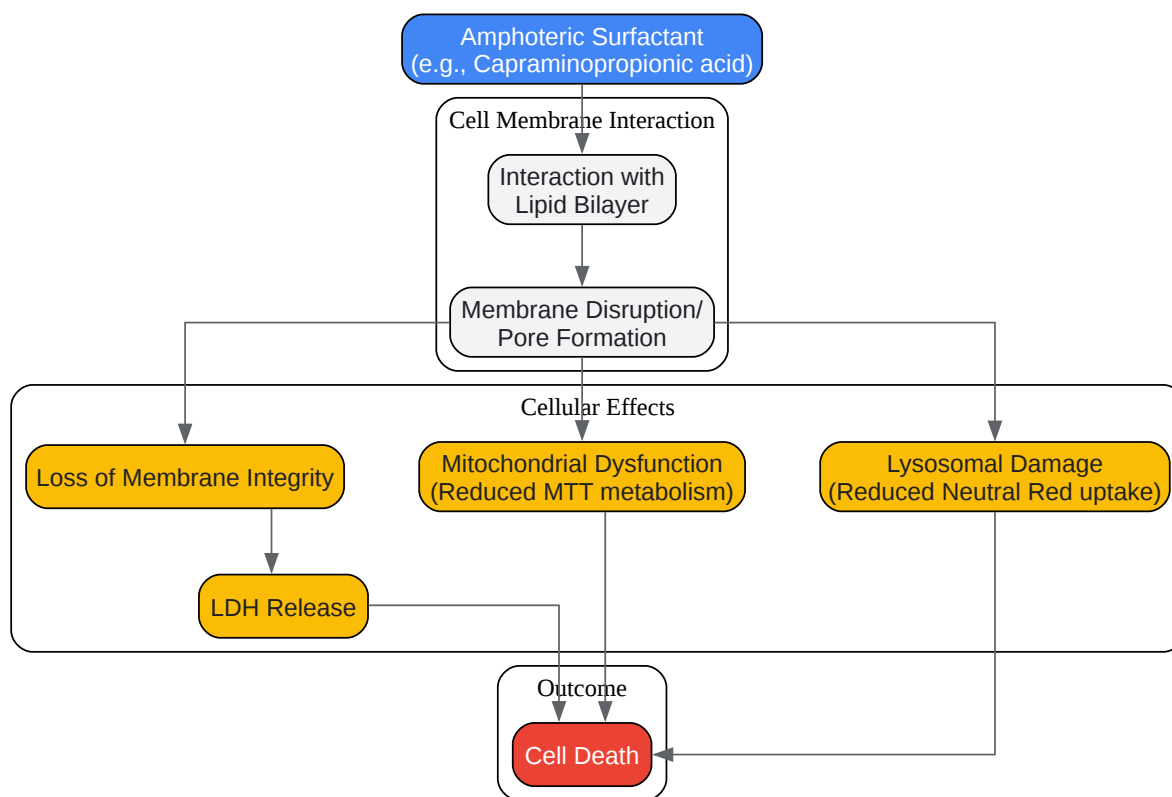 Amphoteric Surfactant
(e.g., Capraminopropionic acid)
Cell Membrane Interaction
Interaction with
Lipid Bilayer
Membrane Disruption/
Pore Formation
Cellular Effects
Loss of Membrane Integrity
Mitochondrial Dysfunction
(Reduced MTT metabolism)
Lysosomal Damage
(Reduced Neutral Red uptake)
LDH Release
Outcome
Cell Death